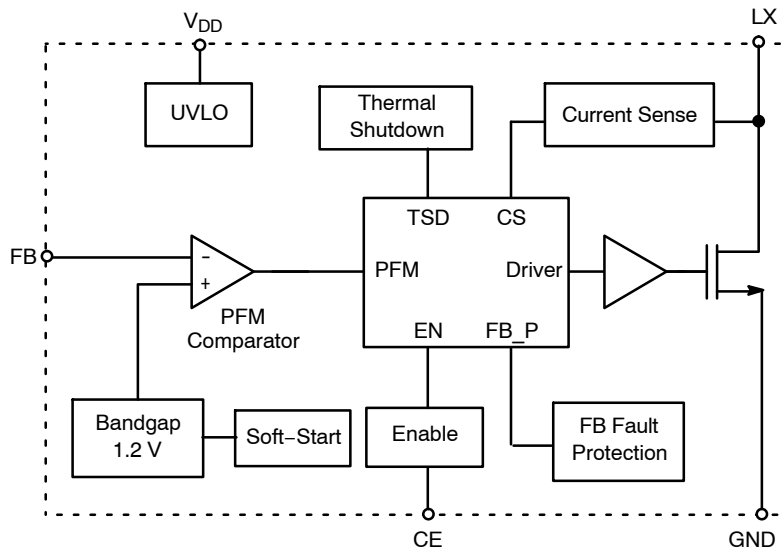 V_DD
LX
UVLO
Thermal
Shutdown
Current Sense
TSD
CS
FB
−
+
PFM
Driver
PFM
Comparator
EN
FB_P
Bandgap
1.2 V
Soft−Start
Enable
FB Fault
Protection
CE
GND